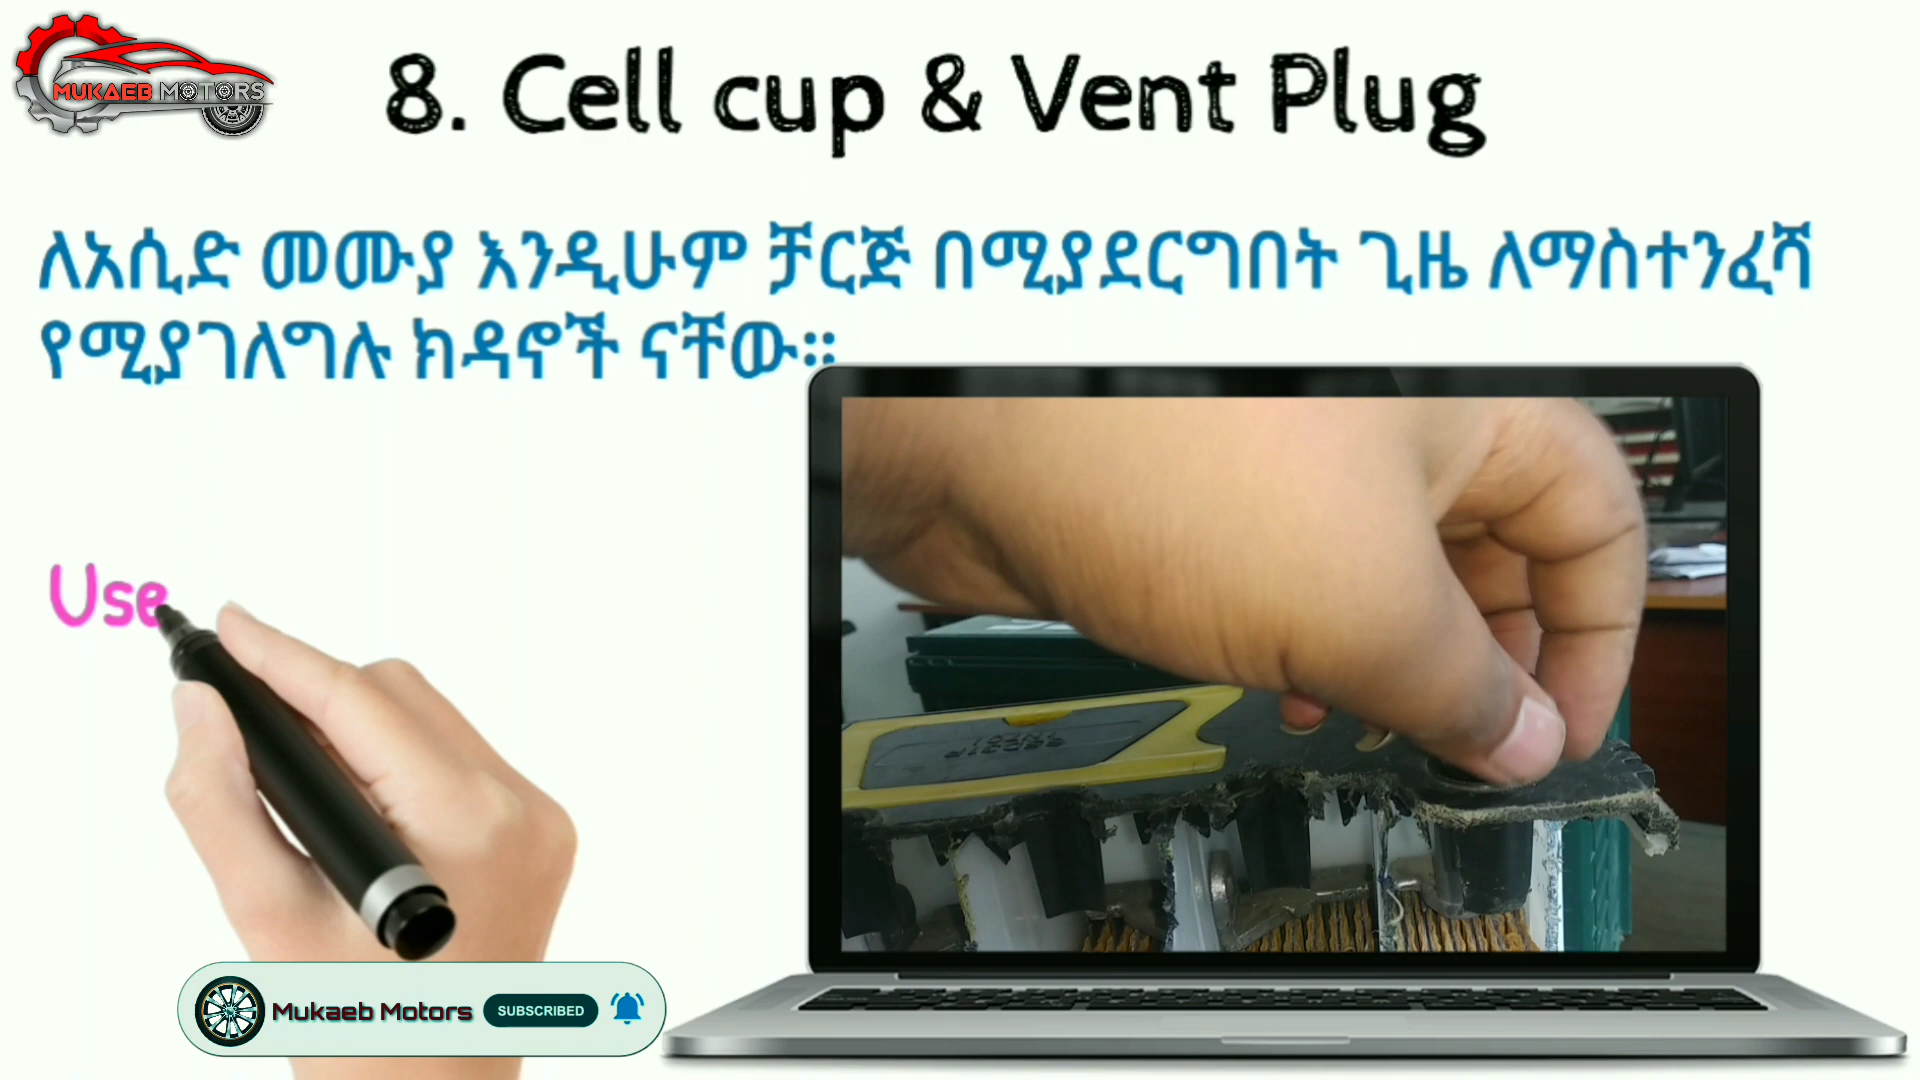 MUKAEB MOTORS
8. Cell cup & Vent Plug
ለአሲድ መሙያ እንዲሁም ቻርጅ በሚያደርግበት ጊዜ ለማስተንፈሻ
የሚያገለግሉ ክዳኖች ናቸው።
Use
Mukaeb Motors SUBSCRIBED